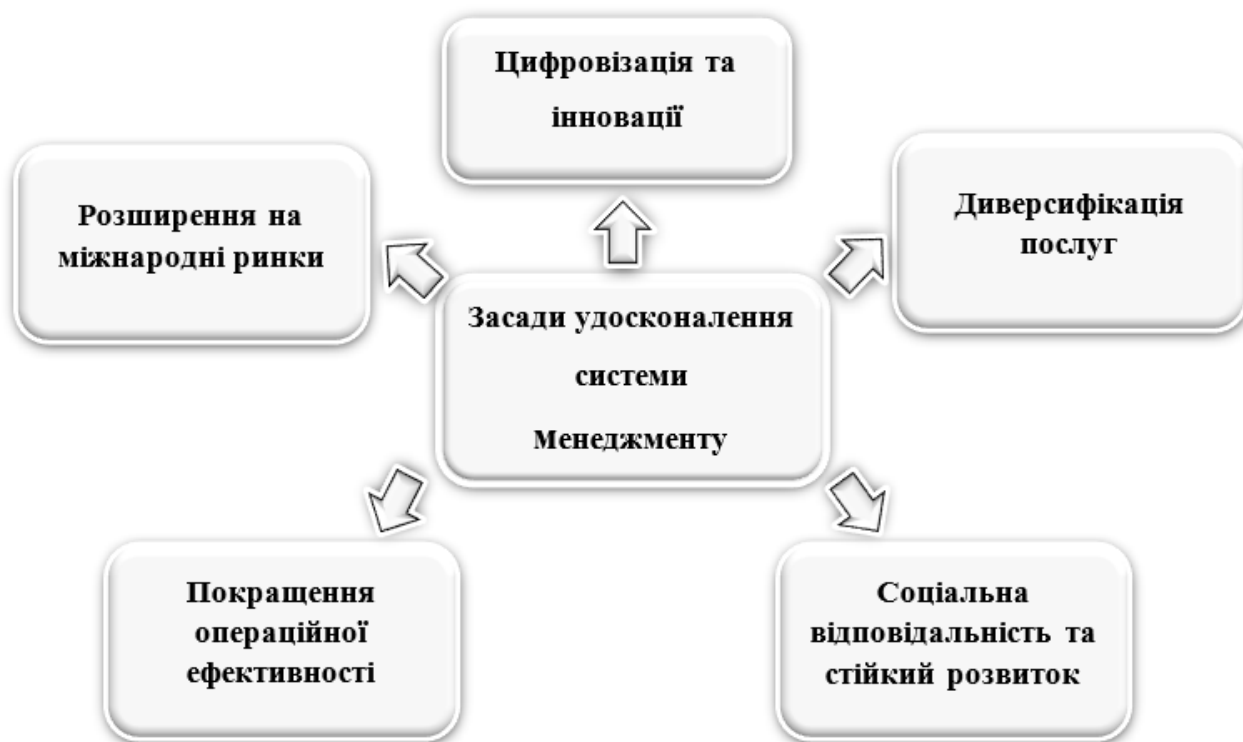 Цифровізація та
інновації
Розширення на
міжнародні ринки
Диверсифікація
послуг
Засади удосконалення
системи
Менеджменту
Покращення
операційної
ефективності
Соціальна
відповідальність та
стійкий розвиток